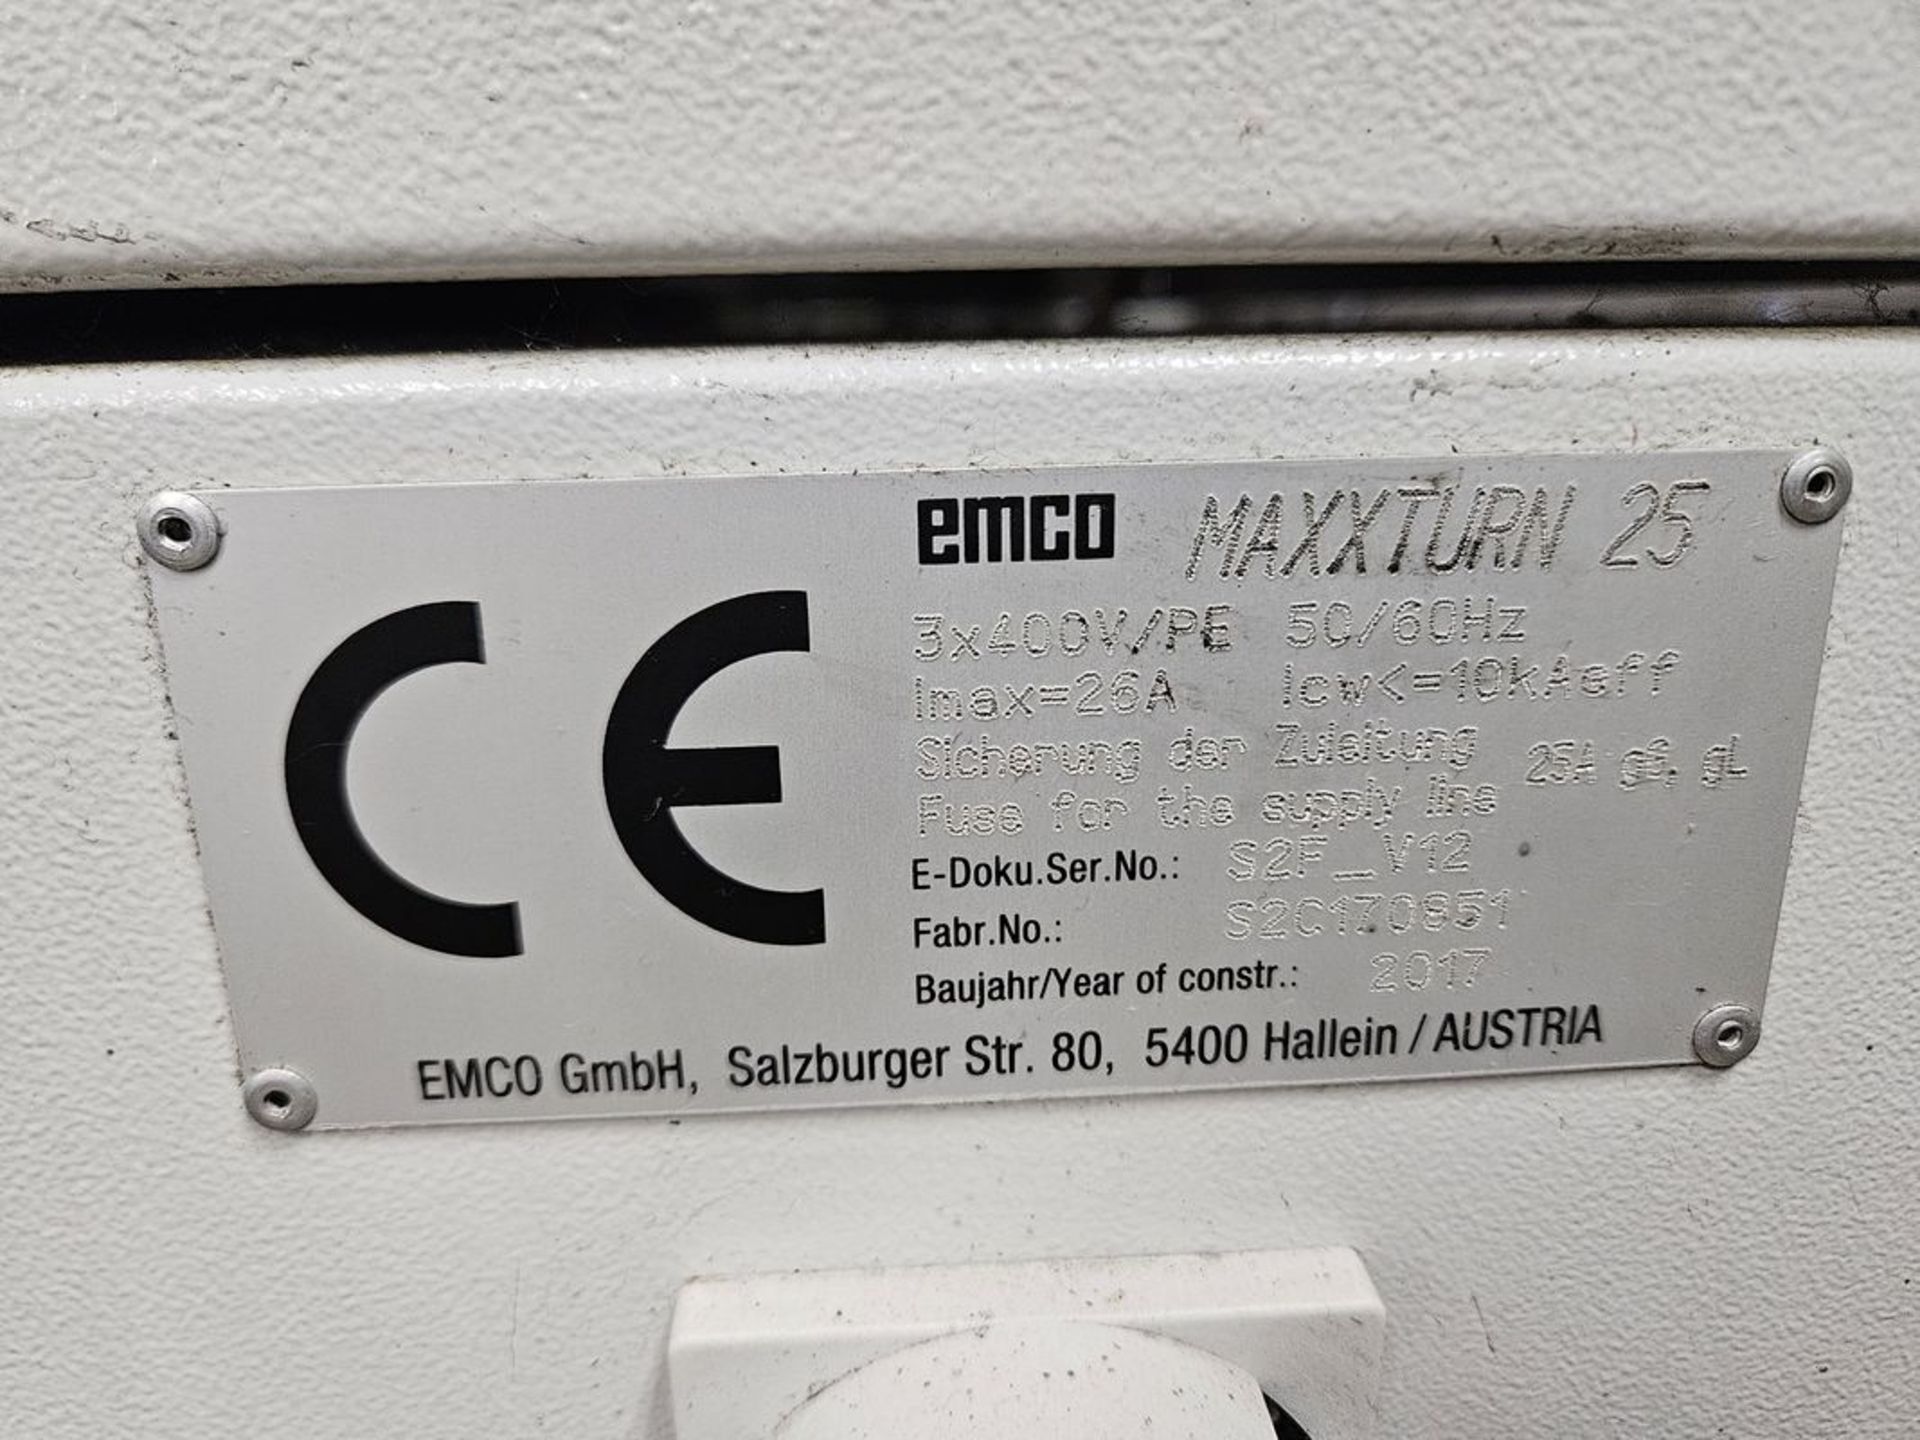 CE
emco MAXXTURN 25
3x400V/PE 50/60Hz
Imax=26A Icw<=10kAeff
Sicherung der Zuleitung
Fuse for the supply line 25A gG, gL
E-Doku.Ser.No.: S2F_V12
Fabr.No.: S2C170851
Baujahr/Year of constr.: 2017
EMCO GmbH, Salzburger Str. 80, 5400 Hallein / AUSTRIA